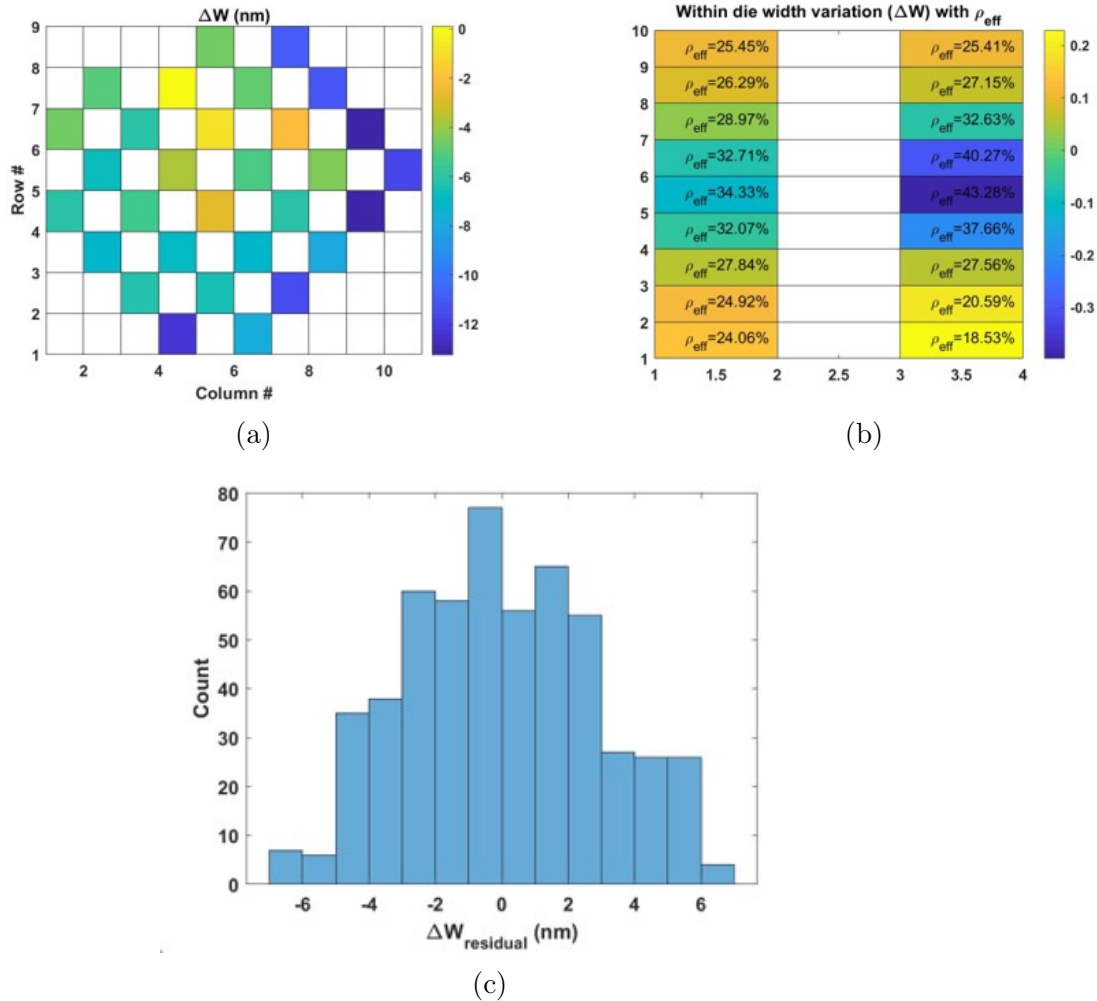 ΔW (nm)
9
8
7
6
5
4
3
2
1
Row #
2 4 6 8 10
Column #
0
-2
-4
-6
-8
-10
-12
(a)
Within die width variation (ΔW) with ρeff
10
9
8
7
6
5
4
3
2
1
ρeff=25.45% ρeff=25.41%
ρeff=26.29% ρeff=27.15%
ρeff=28.97% ρeff=32.63%
ρeff=32.71% ρeff=40.27%
ρeff=34.33% ρeff=43.28%
ρeff=32.07% ρeff=37.66%
ρeff=27.84% ρeff=27.56%
ρeff=24.92% ρeff=20.59%
ρeff=24.06% ρeff=18.53%
1 1.5 2 2.5 3 3.5 4
0.2
0.1
0
-0.1
-0.2
-0.3
(b)
80
70
60
50
40
30
20
10
0
Count
-6 -4 -2 0 2 4 6
ΔWresidual (nm)
(c)